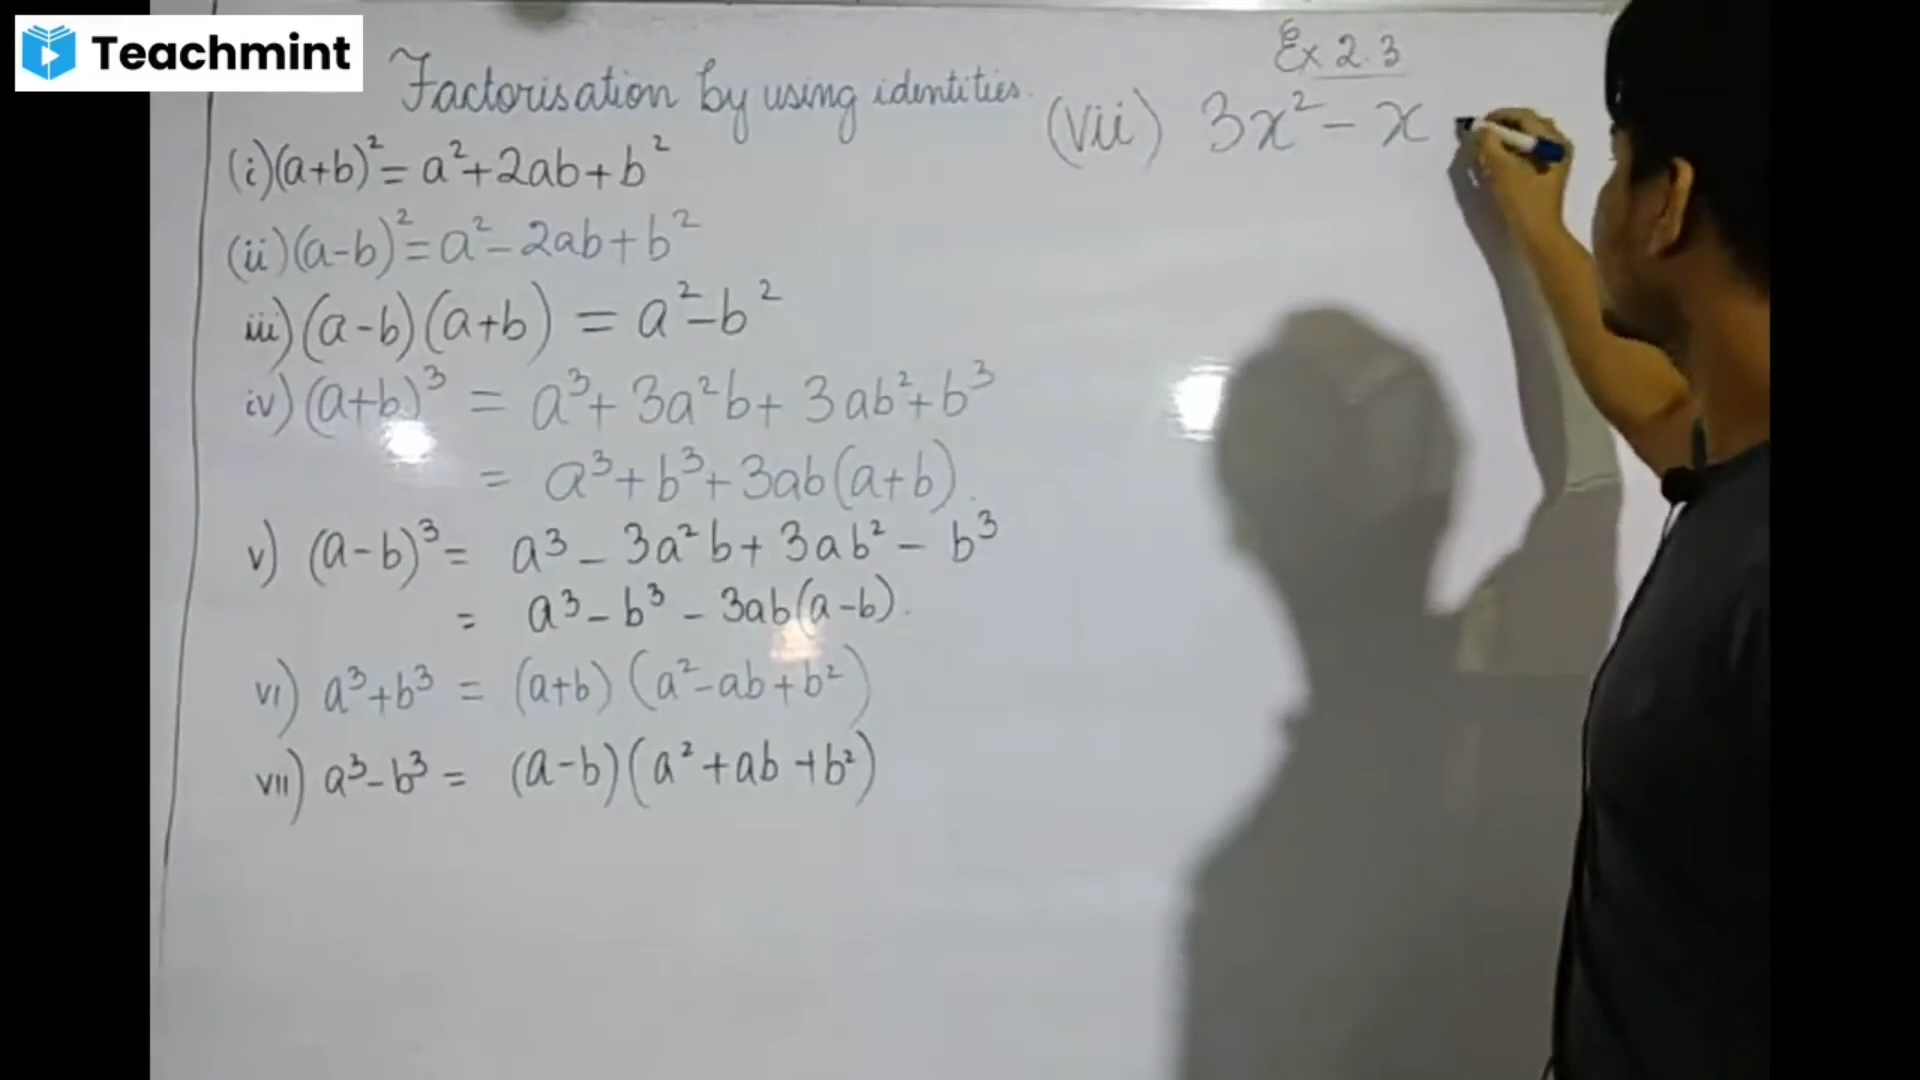 Teachmint
Factorisation by using identities.
(i) (a+b)² = a²+2ab+b²
(ii) (a-b)² = a²-2ab+b²
iii) (a-b)(a+b) = a²-b²
iv) (a+b)³ = a³+3a²b+3ab²+b³
= a³+b³+3ab(a+b).
v) (a-b)³ = a³-3a²b+3ab²-b³
= a³-b³-3ab(a-b).
vi) a³+b³ = (a+b)(a²-ab+b²)
vii) a³-b³ = (a-b)(a²+ab+b²)
Ex 2.3
(vii) 3x²-x